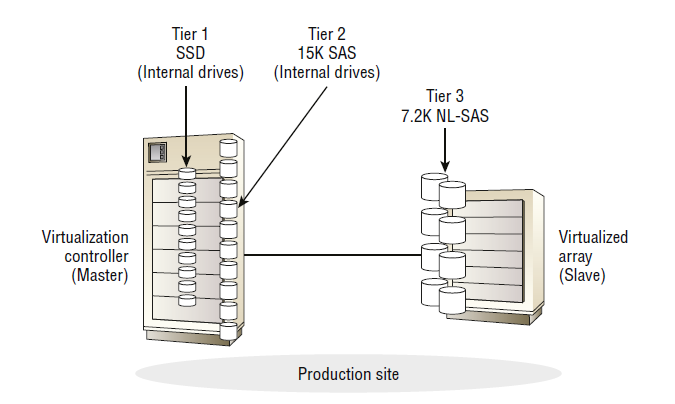 Tier 1
SSD
(Internal drives)
Tier 2
15K SAS
(Internal drives)
Tier 3
7.2K NL-SAS
Virtualization
controller
(Master)
Virtualized
array
(Slave)
Production site